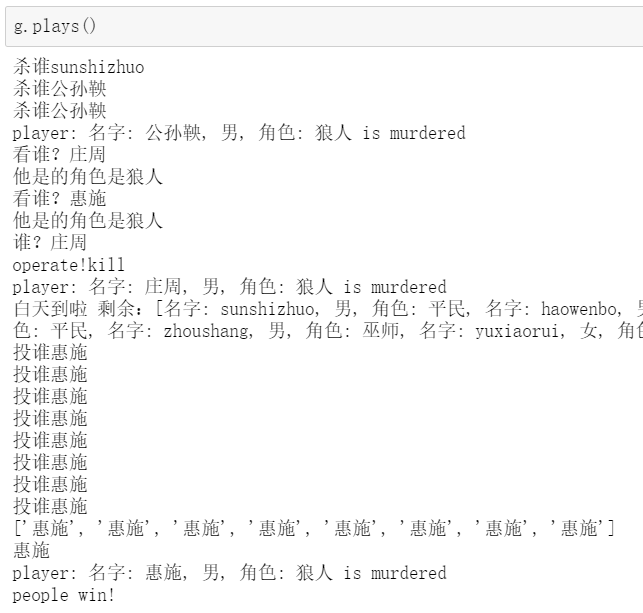 g.plays()
杀谁sunshizhuo
杀谁公孙鞅
杀谁公孙鞅
player: 名字: 公孙鞅, 男, 角色: 狼人 is murdered
看谁? 庄周
他是的角色是狼人
看谁? 惠施
他是的角色是狼人
谁? 庄周
operate!kill
player: 名字: 庄周, 男, 角色: 狼人 is murdered
白天到啦 剩余: [名字: sunshizhuo, 男, 角色: 平民, 名字: haowenbo,
色: 平民, 名字: zhoushang, 男, 角色: 巫师, 名字: yuxiaorui, 女, 角
投谁惠施
投谁惠施
投谁惠施
投谁惠施
投谁惠施
投谁惠施
投谁惠施
投谁惠施
['惠施', '惠施', '惠施', '惠施', '惠施', '惠施', '惠施', '惠施']
惠施
player: 名字: 惠施, 男, 角色: 狼人 is murdered
people win!